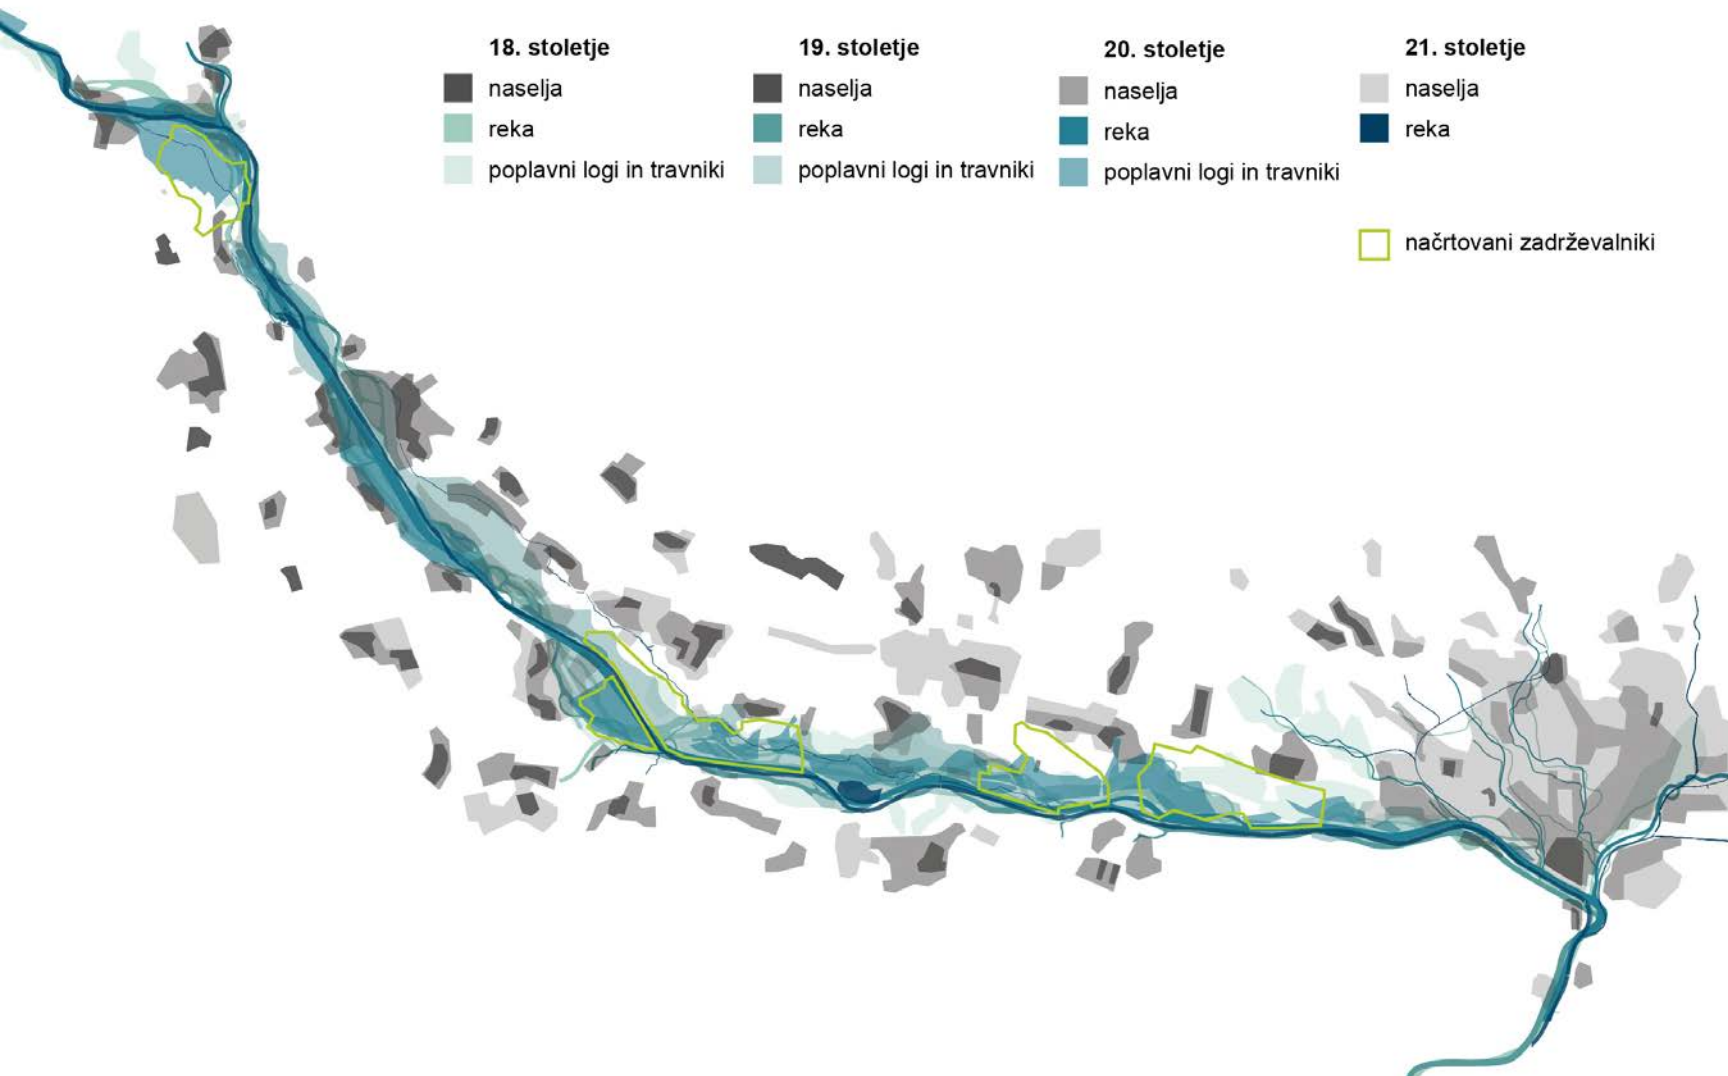 18. stoletje
naselja
reka
poplavni logi in travniki
19. stoletje
naselja
reka
poplavni logi in travniki
20. stoletje
naselja
reka
poplavni logi in travniki
21. stoletje
naselja
reka
načrtovani zadrževalniki